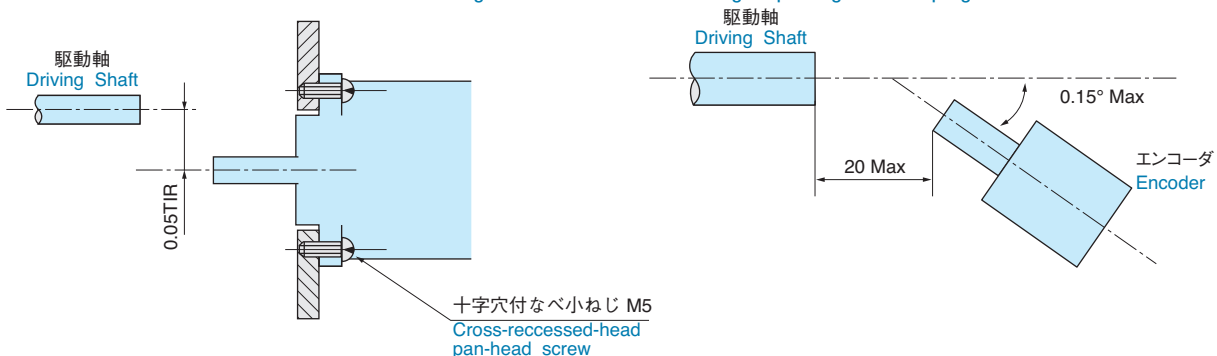 駆動軸
Driving Shaft
0.05TIR
十字穴付なべ小ねじ M5
Cross-reccessed-head
pan-head screw
駆動軸
Driving Shaft
0.15° Max
20 Max
エンコーダ
Encoder